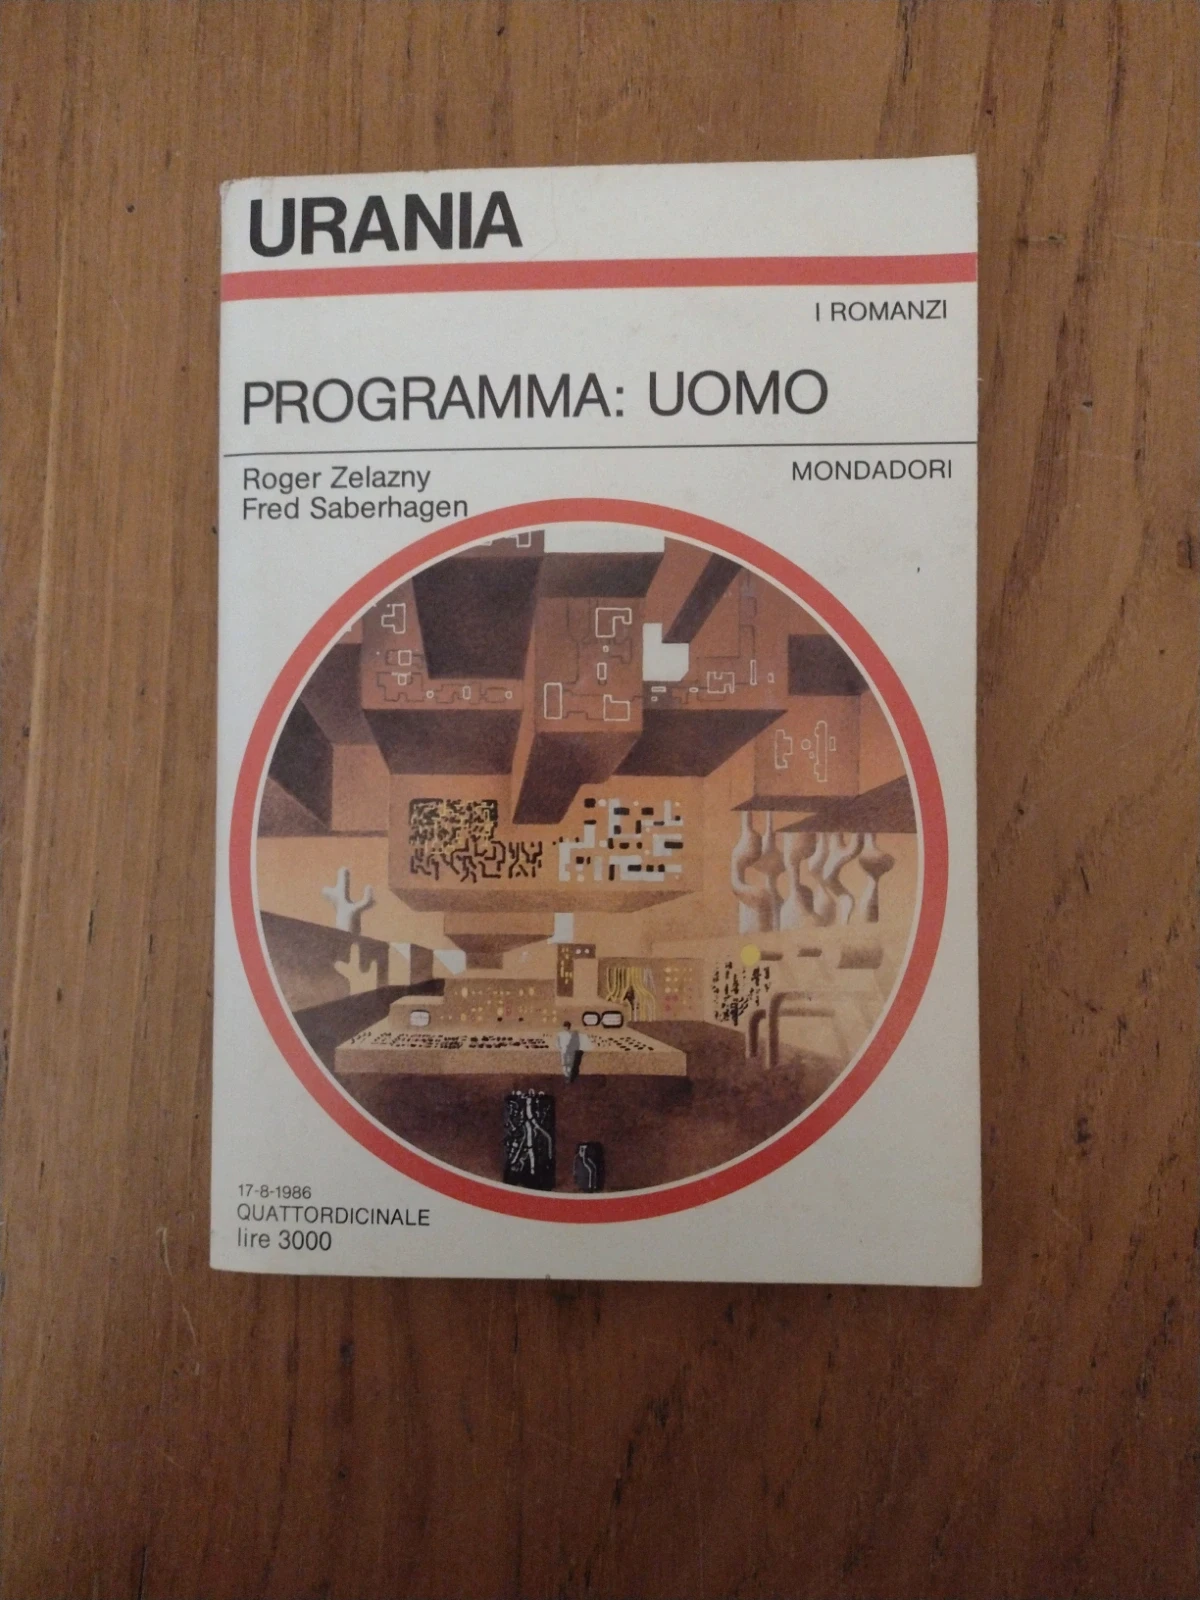 URANIA
I ROMANZI
PROGRAMMA: UOMO
Roger Zelazny
Fred Saberhagen
MONDADORI
17-8-1986
QUATTORDICINALE
lire 3000